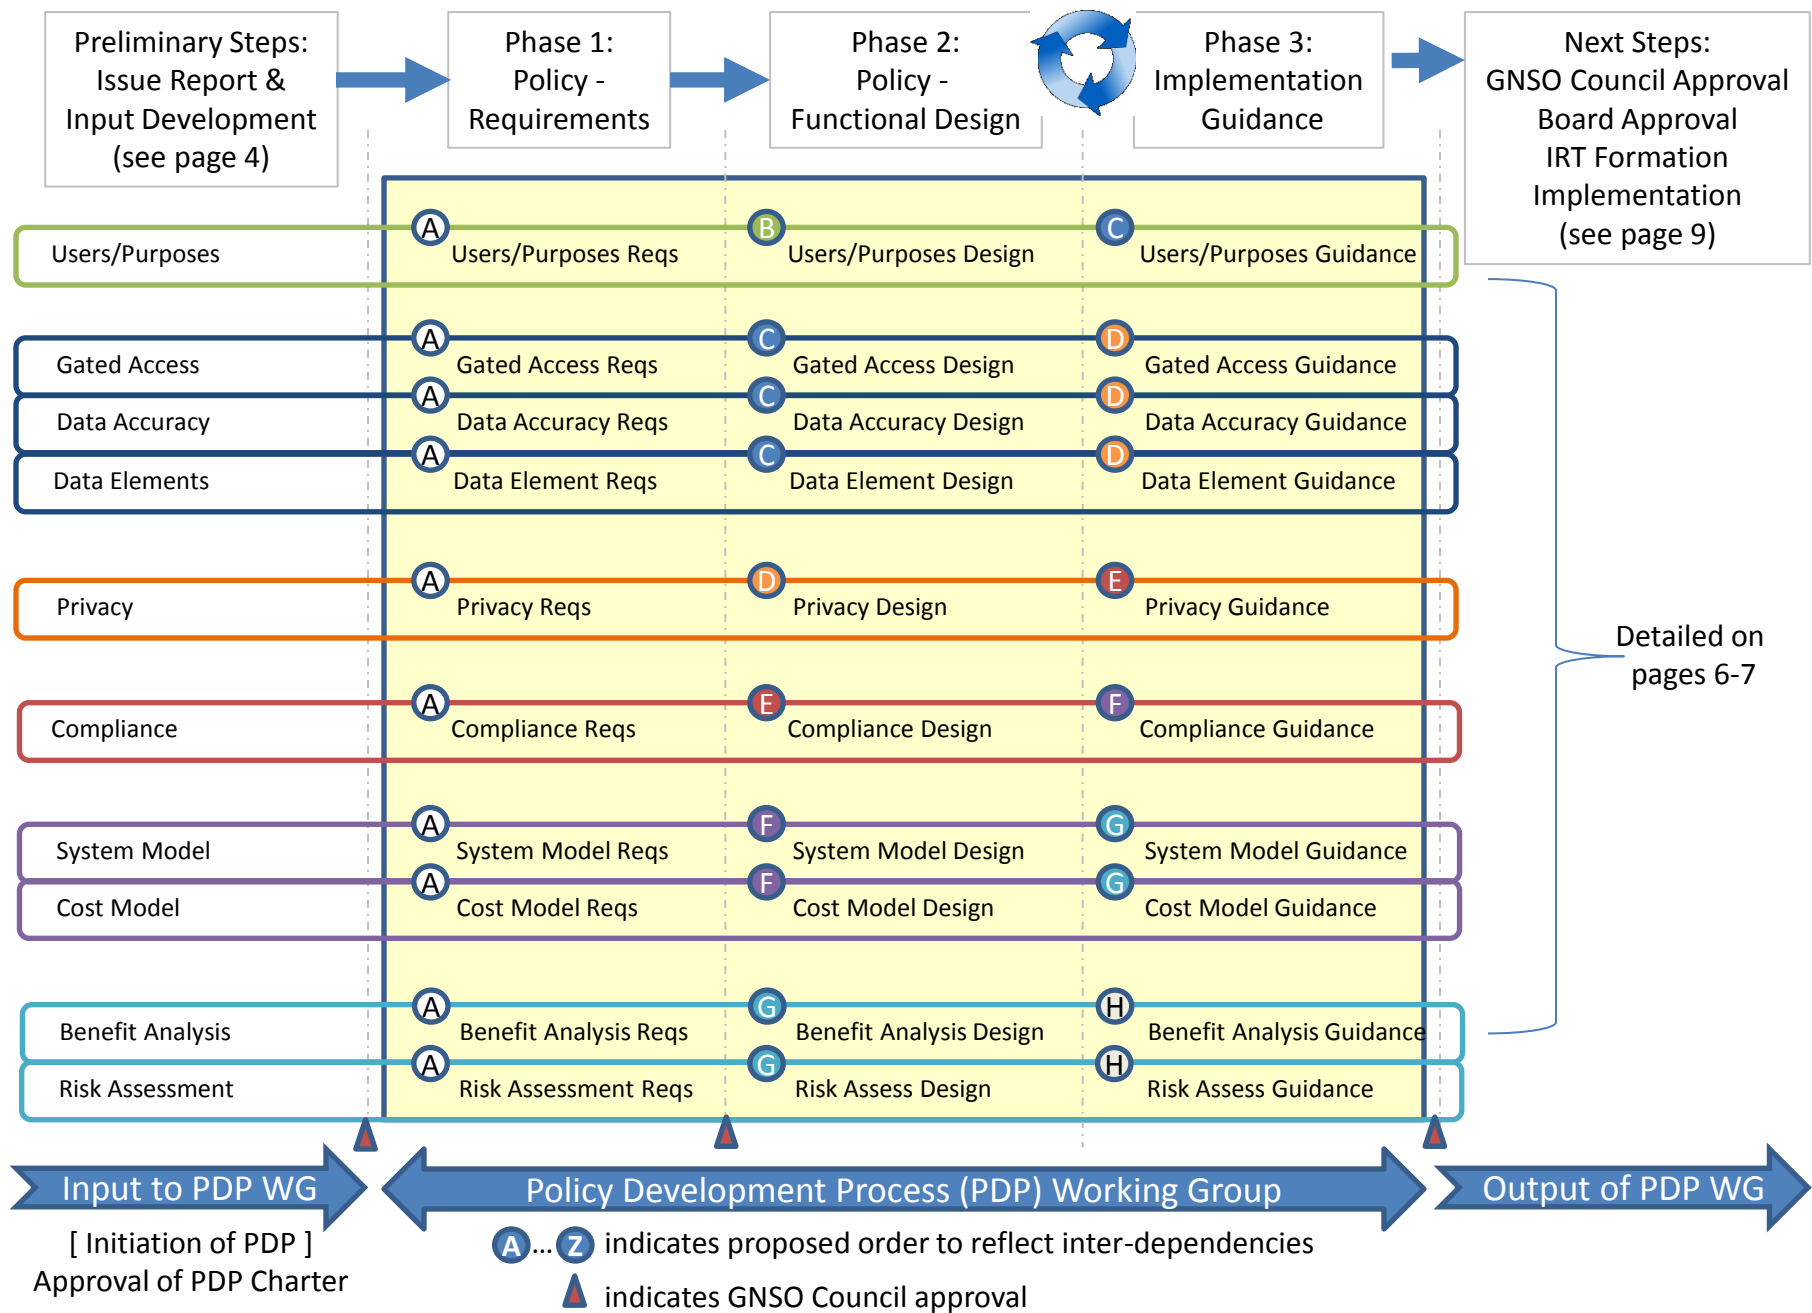 Preliminary Steps:
Issue Report &
Input Development
(see page 4)
Phase 1:
Policy -
Requirements
Phase 2:
Policy -
Functional Design
Phase 3:
Implementation
Guidance
Next Steps:
GNSO Council Approval
Board Approval
IRT Formation
Implementation
(see page 9)
A B C
Users/Purposes Users/Purposes Reqs Users/Purposes Design Users/Purposes Guidance
A C D
Gated Access Gated Access Reqs Gated Access Design Gated Access Guidance
A C D
Data Accuracy Data Accuracy Reqs Data Accuracy Design Data Accuracy Guidance
A C D
Data Elements Data Element Reqs Data Element Design Data Element Guidance
A D E
Privacy Privacy Reqs Privacy Design Privacy Guidance
Detailed on
pages 6-7
A E F
Compliance Compliance Reqs Compliance Design Compliance Guidance
A F G
System Model System Model Reqs System Model Design System Model Guidance
A F G
Cost Model Cost Model Reqs Cost Model Design Cost Model Guidance
A G H
Benefit Analysis Benefit Analysis Reqs Benefit Analysis Design Benefit Analysis Guidance
A G H
Risk Assessment Risk Assessment Reqs Risk Assess Design Risk Assess Guidance
Input to PDP WG
Policy Development Process (PDP) Working Group
Output of PDP WG
[ Initiation of PDP ]
Approval of PDP Charter
A ... Z indicates proposed order to reflect inter-dependencies
indicates GNSO Council approval